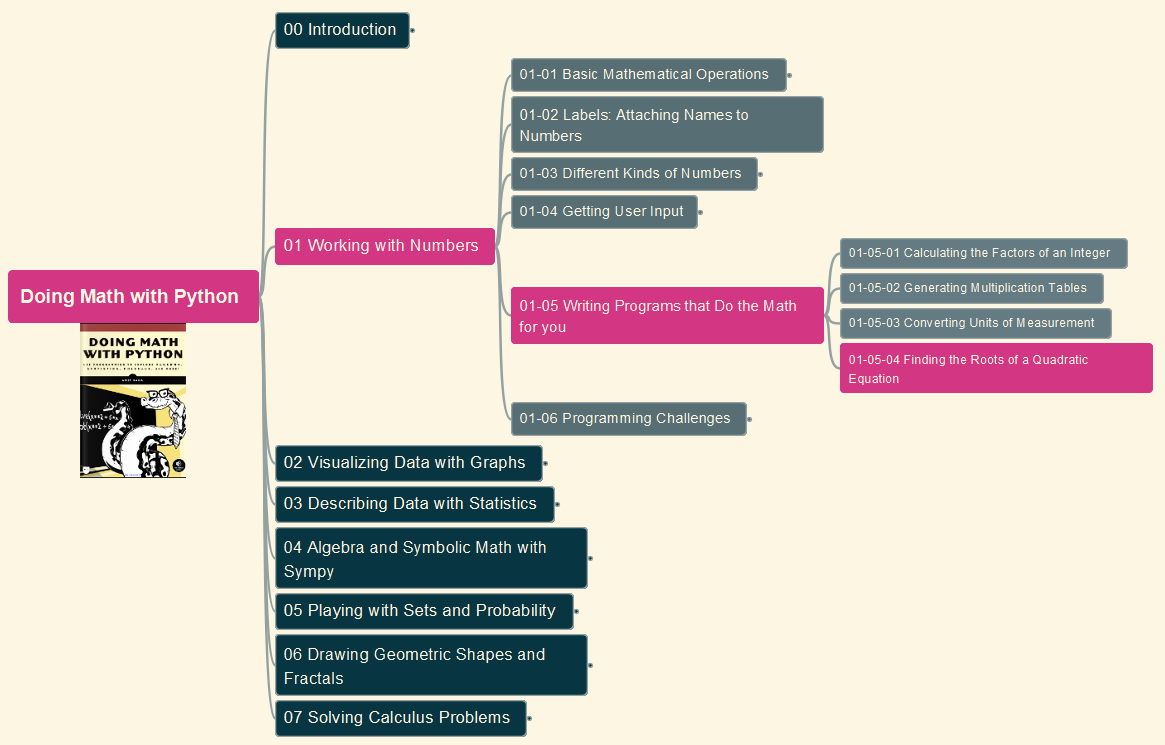 00 Introduction
01-01 Basic Mathematical Operations
01-02 Labels: Attaching Names to
Numbers
01-03 Different Kinds of Numbers
01-04 Getting User Input
01 Working with Numbers
01-05-01 Calculating the Factors of an Integer
01-05-02 Generating Multiplication Tables
Doing Math with Python
01-05 Writing Programs that Do the Math
for you
01-05-03 Converting Units of Measurement
01-05-04 Finding the Roots of a Quadratic
Equation
DOING MATH
WITH PYTHON
01-06 Programming Challenges
02 Visualizing Data with Graphs
03 Describing Data with Statistics
04 Algebra and Symbolic Math with
Sympy
05 Playing with Sets and Probability
06 Drawing Geometric Shapes and
Fractals
07 Solving Calculus Problems